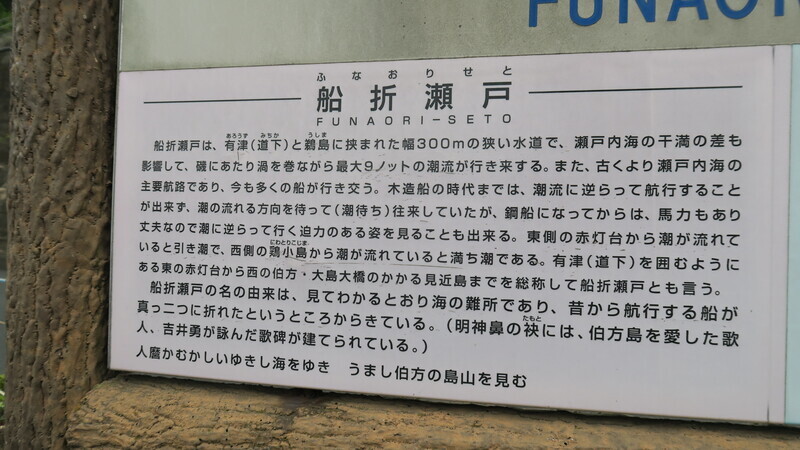 FUNAOR
ふなおりせと
船折瀬戸
FUNAORI-SETO
あろうず みちか うしま
船折瀬戸は、有津(道下)と鵜島に挟まれた幅300mの狭い水道で、瀬戸内海の干満の差も
影響して、磯にあたり渦を巻ながら最大9ノットの潮流が行き来する。また、古くより瀬戸内海の
主要航路であり、今も多くの船が行き交う。木造船の時代までは、潮流に逆らって航行すること
が出来ず、潮の流れる方向を待って(潮待ち)往来していたが、鋼船になってからは、馬力もあり
丈夫なので潮に逆らって行く迫力のある姿を見ることも出来る。東側の赤灯台から潮が流れて
にわとりこじま
いると引き潮で、西側の鶏小島から潮が流れていると満ち潮である。有津(道下)を囲むように
ある東の赤灯台から西の伯方・大島大橋のかかる見近島までを総称して船折瀬戸とも言う。
船折瀬戸の名の由来は、見てわかるとおり海の難所であり、昔から航行する船が
真っ二つに折れたというところからきている。(明神鼻の袂には、伯方島を愛した歌
たもと
人、吉井勇が詠んだ歌碑が建てられている。)
人麿かむかしいゆきし海をゆき うまし伯方の島山を見む